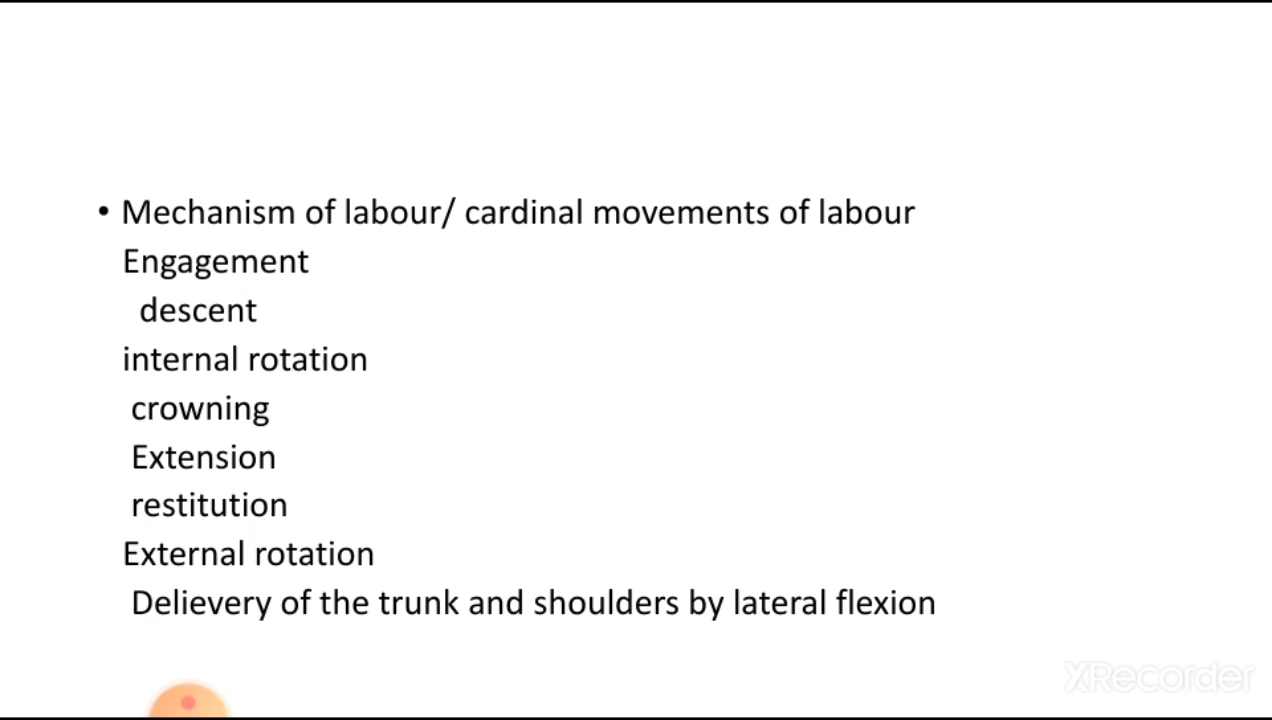 • Mechanism of labour/ cardinal movements of labour
Engagement
descent
internal rotation
crowning
Extension
restitution
External rotation
Delievery of the trunk and shoulders by lateral flexion
XRecorder